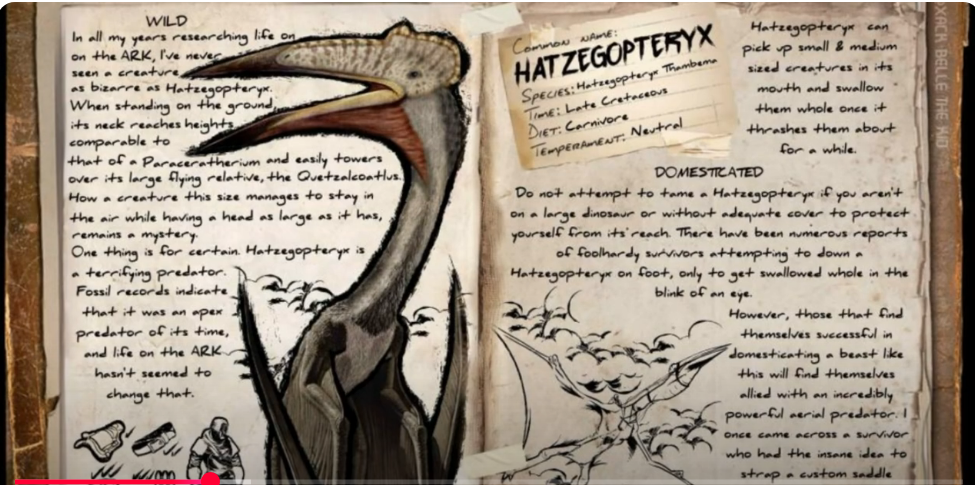 WILD
In all my years researching life on
on the ARK, I've never
seen a creature
as bizarre as Hatzegopteryx.
When standing on the ground,
its neck reaches heights
comparable to
that of a Paraceratherium and easily towers
over its large flying relative, the Quetzalcoatlus.
How a creature this size manages to stay in
the air while having a head as large as it has,
remains a mystery.
One thing is for certain. Hatzegopteryx is
a terrifying predator.
Fossil records indicate
that it was an apex
predator of its time,
and life on the ARK
hasn't seemed to
change that.
COMMON NAME:
HATZEGOPTERYX
SPECIES: Hatzegopteryx Thambema
TIME: Late Cretaceous
DIET: Carnivore
TEMPERAMENT: Neutral
Hatzegopteryx can
pick up small & medium
sized creatures in its
mouth and swallow
them whole once it
thrashes them about
for a while.
DOMESTICATED
Do not attempt to tame a Hatzegopteryx if you aren't
on a large dinosaur or without adequate cover to protect
yourself from its' reach. There have been numerous reports
of foolhardy survivors attempting to down a
Hatzegopteryx on foot, only to get swallowed whole in the
blink of an eye.
However, those that find
themselves successful in
domesticating a beast like
this will find themselves
allied with an incredibly
powerful aerial predator. I
once came across a survivor
who had the insane idea to
strap a custom saddle
XRACH BELLE THE KID